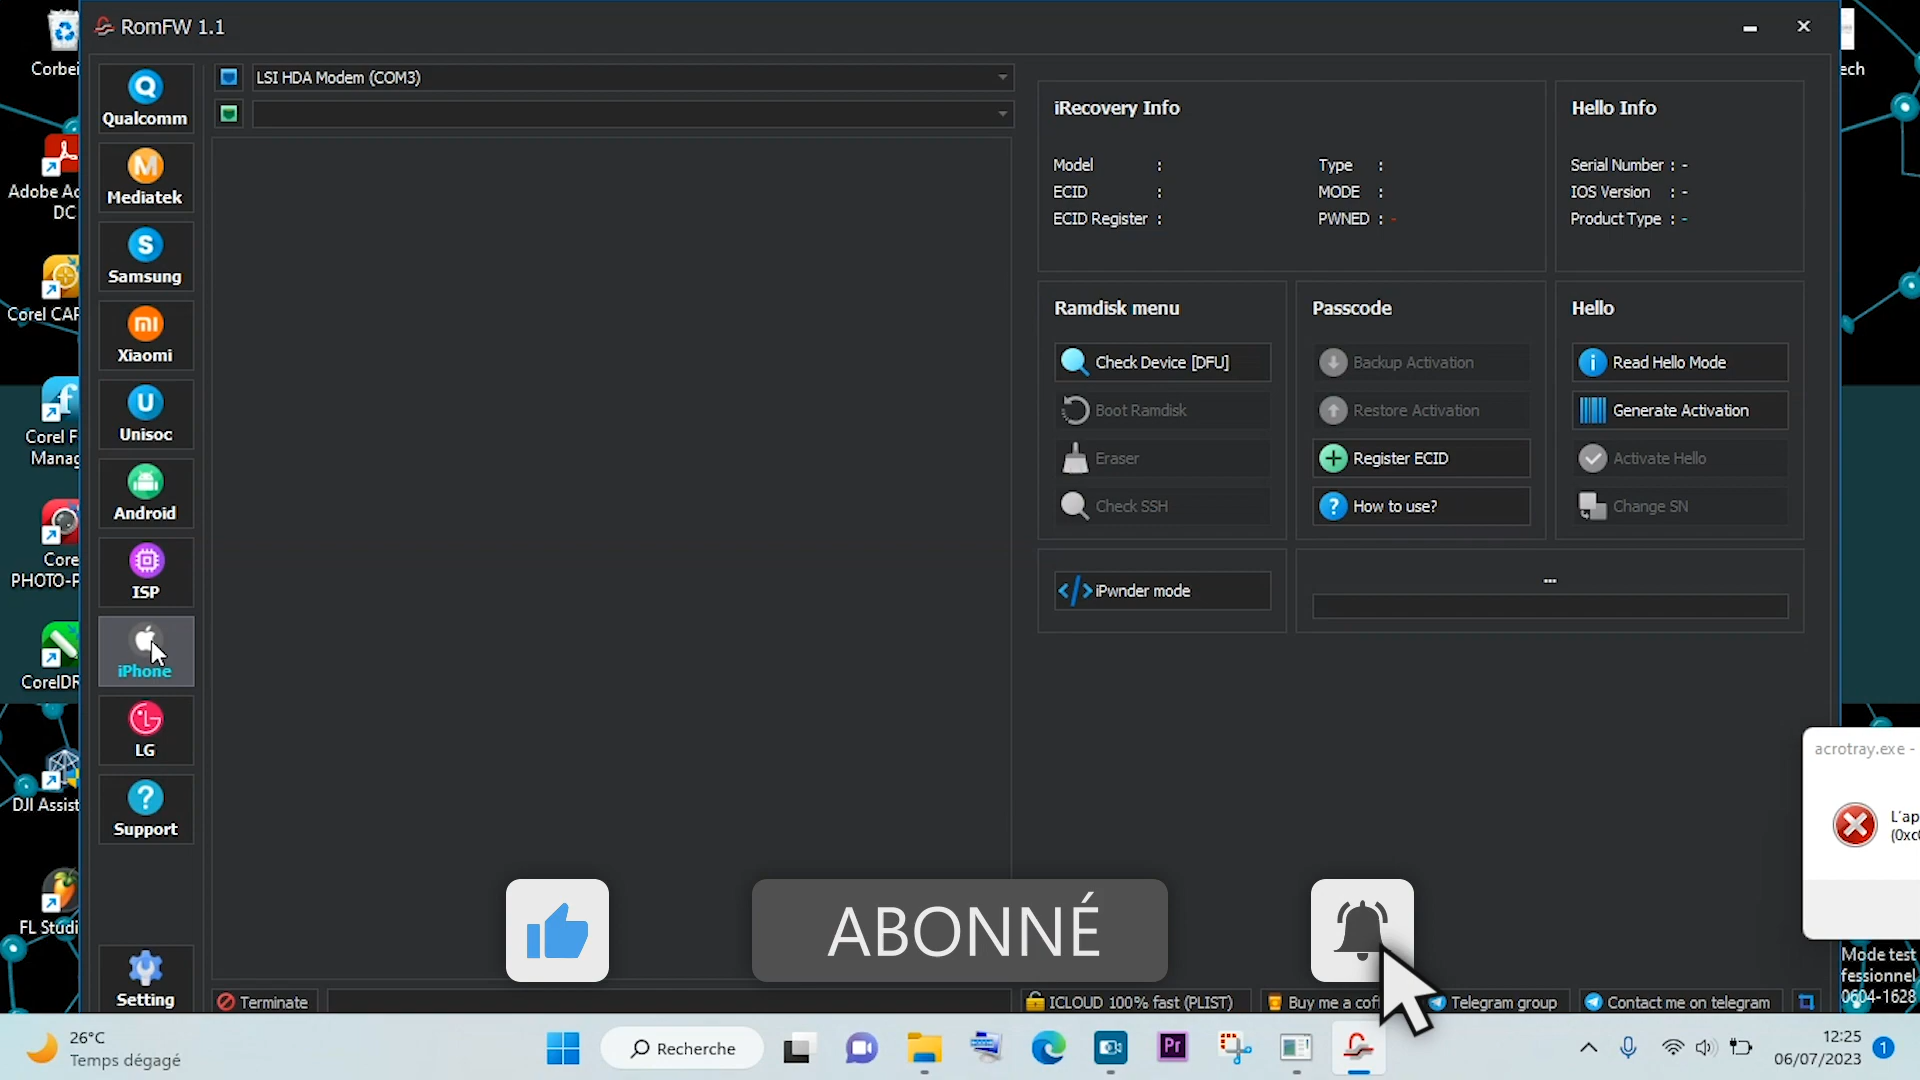 RomFW 1.1
Corbei
Adobe Ac
DC
Corel CAP
Corel F
Manag
Core
PHOTO-P
CorelDR
DJI Assist
FL Studi
ech
Qualcomm
Mediatek
Samsung
Xiaomi
Unisoc
Android
ISP
iPhone
LG
Support
Setting
LSI HDA Modem (COM3)
iRecovery Info
Model :
ECID :
ECID Register :
Type :
MODE :
PWNED : -
Hello Info
Serial Number : -
IOS Version : -
Product Type : -
Ramdisk menu
Check Device [DFU]
Boot Ramdisk
Eraser
Check SSH
Passcode
Backup Activation
Restore Activation
Register ECID
How to use?
Hello
Read Hello Mode
Generate Activation
Activate Hello
Change SN
iPwnder mode
...
acrotray.exe -
L'ap
(0xc0
ABONNÉ
Mode test
fessionnel
0604-1628
Terminate
ICLOUD 100% fast (PLIST)
Buy me a cof
Telegram group
Contact me on telegram
26°C
Temps dégagé
Recherche
Pr
12:25
06/07/2023
1